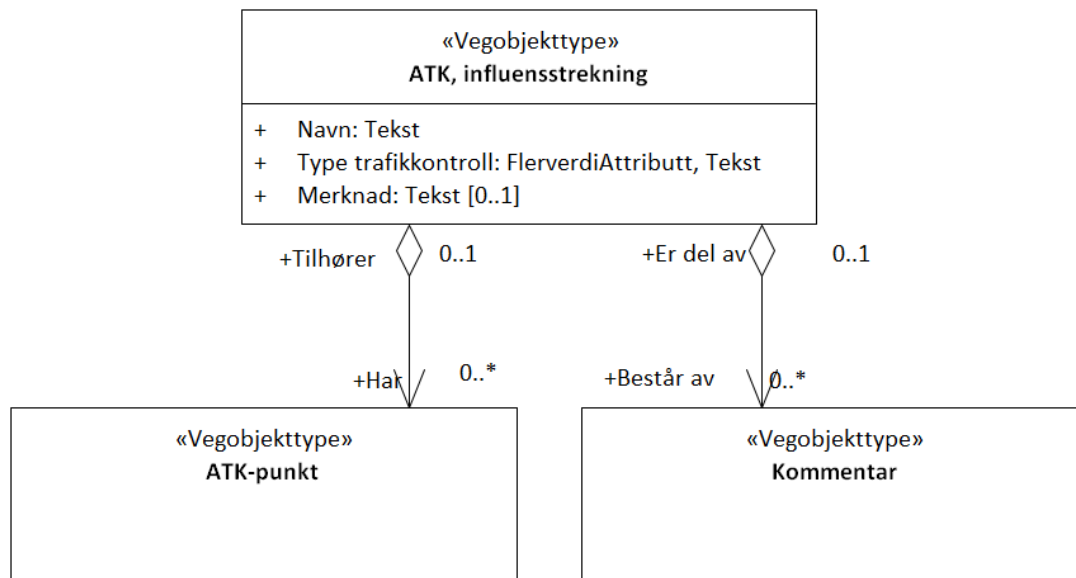 «Vegobjekttype»
ATK, influensstrekning
+ Navn: Tekst
+ Type trafikkontroll: FlerverdiAttributt, Tekst
+ Merknad: Tekst [0..1]
+Tilhører 0..1
+Er del av 0..1
+Har 0..*
+Består av 0..*
«Vegobjekttype»
ATK-punkt
«Vegobjekttype»
Kommentar